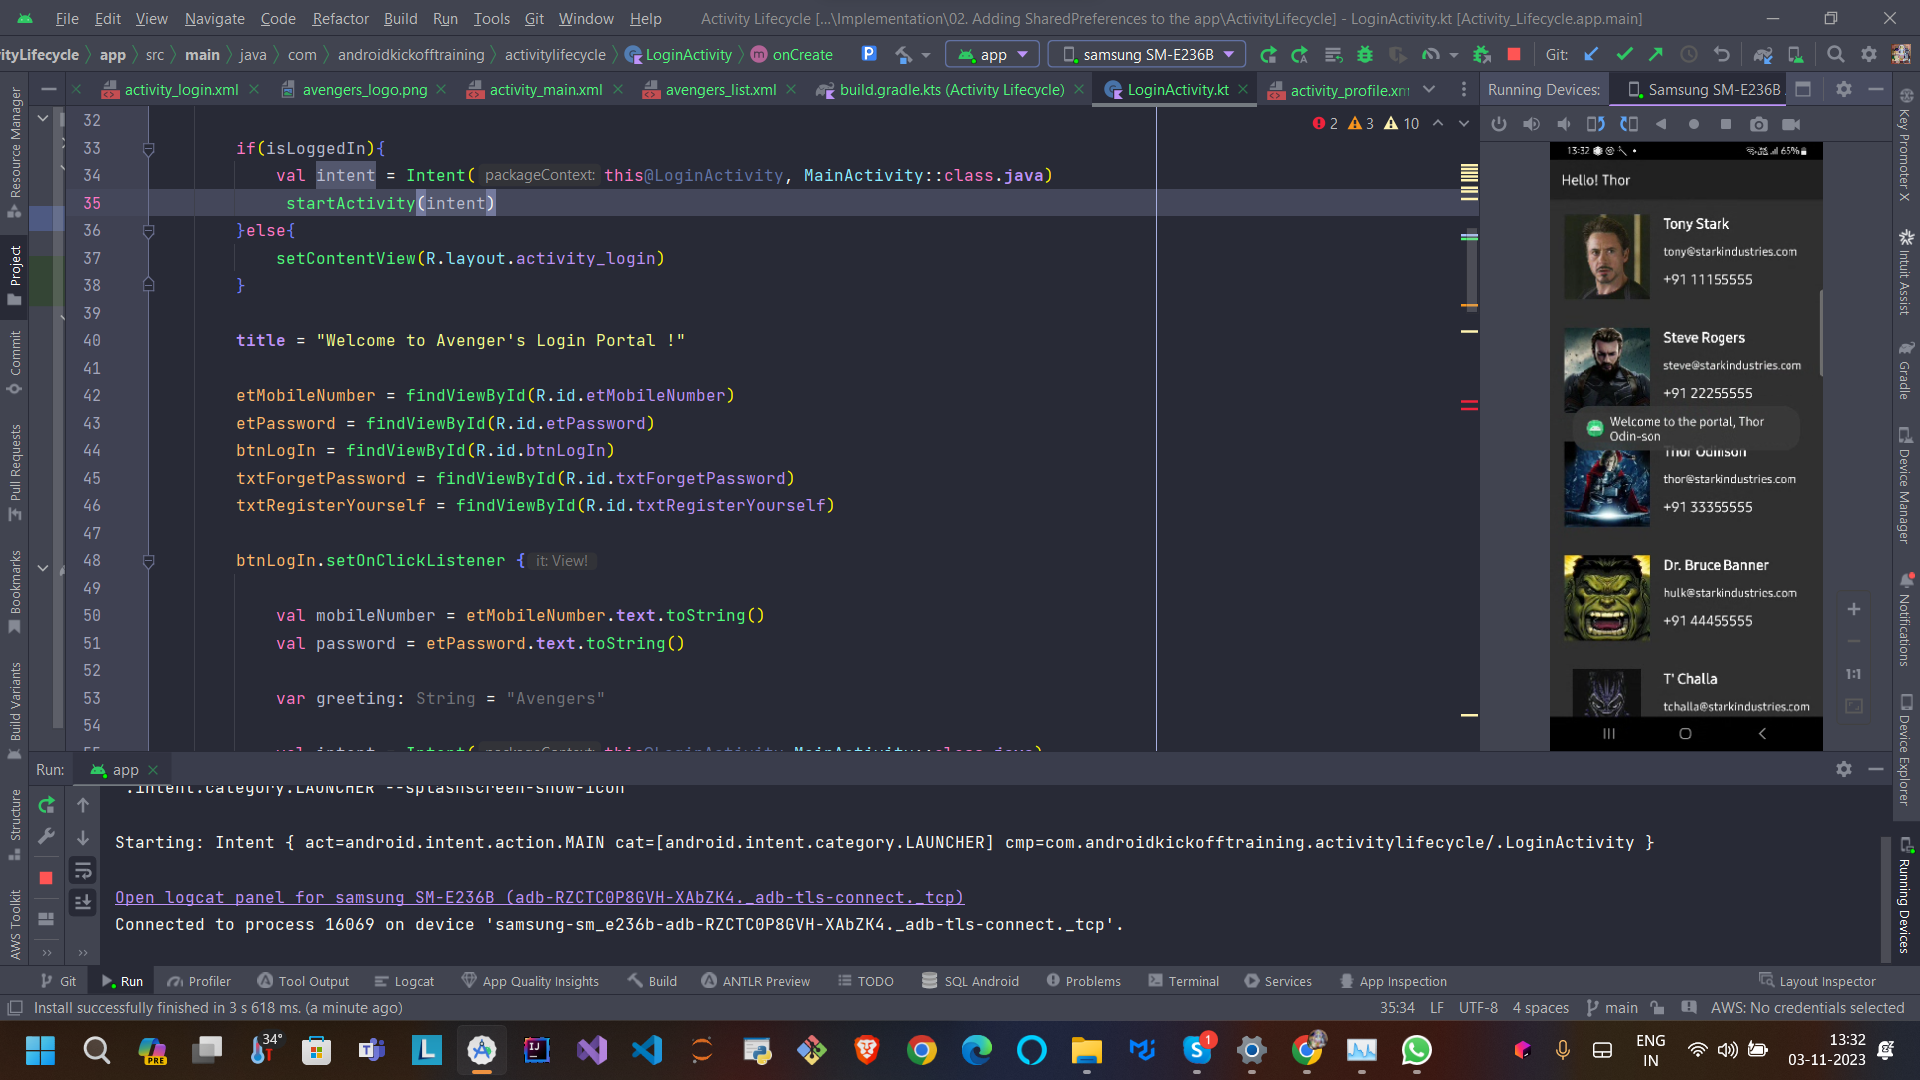 File Edit View Navigate Code Refactor Build Run Tools Git Window Help
Activity Lifecycle [...\Implementation\02. Adding SharedPreferences to the app\ActivityLifecycle] - LoginActivity.kt [Activity_Lifecycle.app.main]
ityLifecycle app src main java com androidkickofftraining activitylifecycle LoginActivity onCreate
app samsung SM-E236B Git:
activity_login.xml avengers_logo.png activity_main.xml avengers_list.xml build.gradle.kts (Activity Lifecycle) LoginActivity.kt activity_profile.xm
Running Devices: Samsung SM-E236B
2 3 10
32
33 if(isLoggedIn){
34 val intent = Intent( packageContext: this@LoginActivity, MainActivity::class.java)
35 startActivity(intent)
36 }else{
37 setContentView(R.layout.activity_login)
38 }
39
40 title = "Welcome to Avenger's Login Portal !"
41
42 etMobileNumber = findViewById(R.id.etMobileNumber)
43 etPassword = findViewById(R.id.etPassword)
44 btnLogIn = findViewById(R.id.btnLogIn)
45 txtForgetPassword = findViewById(R.id.txtForgetPassword)
46 txtRegisterYourself = findViewById(R.id.txtRegisterYourself)
47
48 btnLogIn.setOnClickListener { it: View!
49
50 val mobileNumber = etMobileNumber.text.toString()
51 val password = etPassword.text.toString()
52
53 var greeting: String = "Avengers"
54
55 val intent = Intent( packageContext: this@LoginActivity, MainActivity::class.java)
Resource Manager
Project
Commit
Pull Requests
Bookmarks
Build Variants
Structure
AWS Toolkit
13:32 65%
Hello! Thor
Tony Stark
tony@starkindustries.com
+91 11155555
Steve Rogers
steve@starkindustries.com
+91 22255555
Welcome to the portal, Thor
Odin-son
Thor Odinson
thor@starkindustries.com
+91 33355555
Dr. Bruce Banner
hulk@starkindustries.com
+91 44455555
T' Challa
tchalla@starkindustries.com
1:1
Key Promoter X
Intuit Assist
Gradle
Device Manager
Notifications
Device Explorer
Running Devices
Run: app
.intent.category.LAUNCHER --splashscreen-show-icon
Starting: Intent { act=android.intent.action.MAIN cat=[android.intent.category.LAUNCHER] cmp=com.androidkickofftraining.activitylifecycle/.LoginActivity }
Open logcat panel for samsung SM-E236B (adb-RZCTC0P8GVH-XAbZK4._adb-tls-connect._tcp)
Connected to process 16069 on device 'samsung-sm_e236b-adb-RZCTC0P8GVH-XAbZK4._adb-tls-connect._tcp'.
Git Run Profiler Tool Output Logcat App Quality Insights Build ANTLR Preview TODO SQL Android Problems Terminal Services App Inspection Layout Inspector
Install successfully finished in 3 s 618 ms. (a minute ago)
35:34 LF UTF-8 4 spaces main AWS: No credentials selected
PRE 34° 1
ENG
IN
13:32
03-11-2023